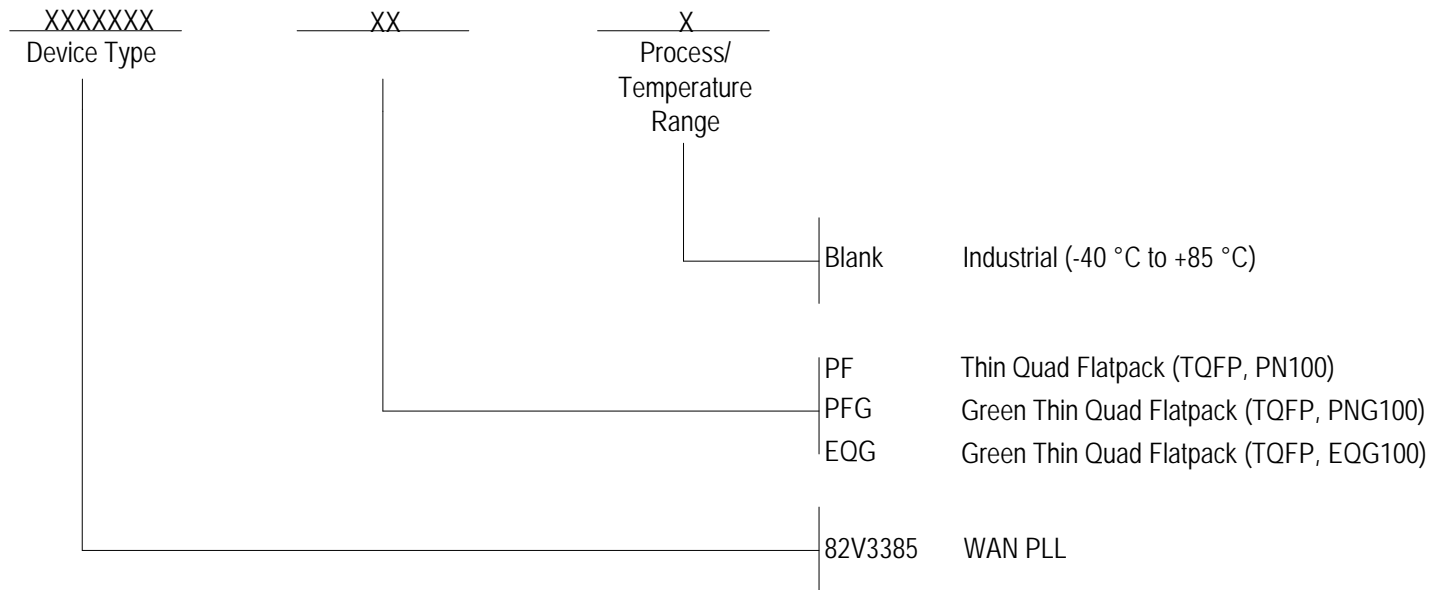 XXXXXXX XX X
Device Type Process/
Temperature
Range
Blank Industrial (-40 °C to +85 °C)
PF Thin Quad Flatpack (TQFP, PN100)
PFG Green Thin Quad Flatpack (TQFP, PNG100)
EQG Green Thin Quad Flatpack (TQFP, EQG100)
82V3385 WAN PLL